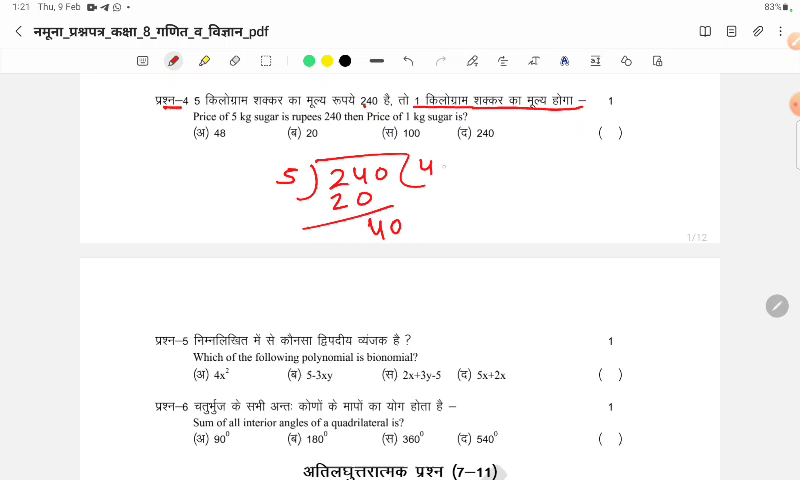 1:21 Thu, 9 Feb
83%
नमूना_प्रश्नपत्र_कक्षा_8_गणित_व_विज्ञान_pdf
प्रश्न–4 5 किलोग्राम शक्कर का मूल्य रूपये 240 है, तो 1 किलोग्राम शक्कर का मूल्य होगा – 1
Price of 5 kg sugar is rupees 240 then Price of 1 kg sugar is?
(अ) 48 (ब) 20 (स) 100 (द) 240 ( )
5 ) 240 ( 4
20
40
1/12
प्रश्न–5 निम्नलिखित में से कौनसा द्विपदीय व्यंजक है ? 1
Which of the following polynomial is bionomial?
(अ) 4x² (ब) 5-3xy (स) 2x+3y-5 (द) 5x+2x ( )
प्रश्न–6 चतुर्भुज के सभी अन्तः कोणों के मापों का योग होता है – 1
Sum of all interior angles of a quadrilateral is?
(अ) 90⁰ (ब) 180⁰ (स) 360⁰ (द) 540⁰ ( )
अतिलघुत्तरात्मक प्रश्न (7–11)